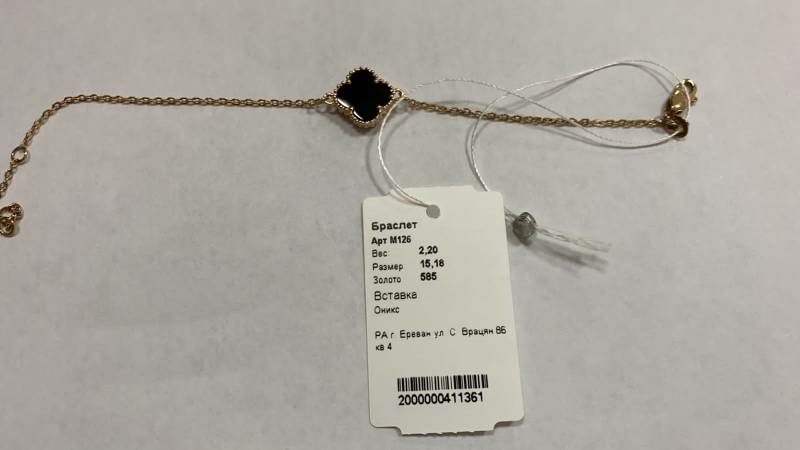 Браслет
Арт М126
Вес: 2,20
Размер 15,16
Золото 585
Вставка
Оникс
РА г Ереван ул С Врацян 8Б
кв 4
2000000411361